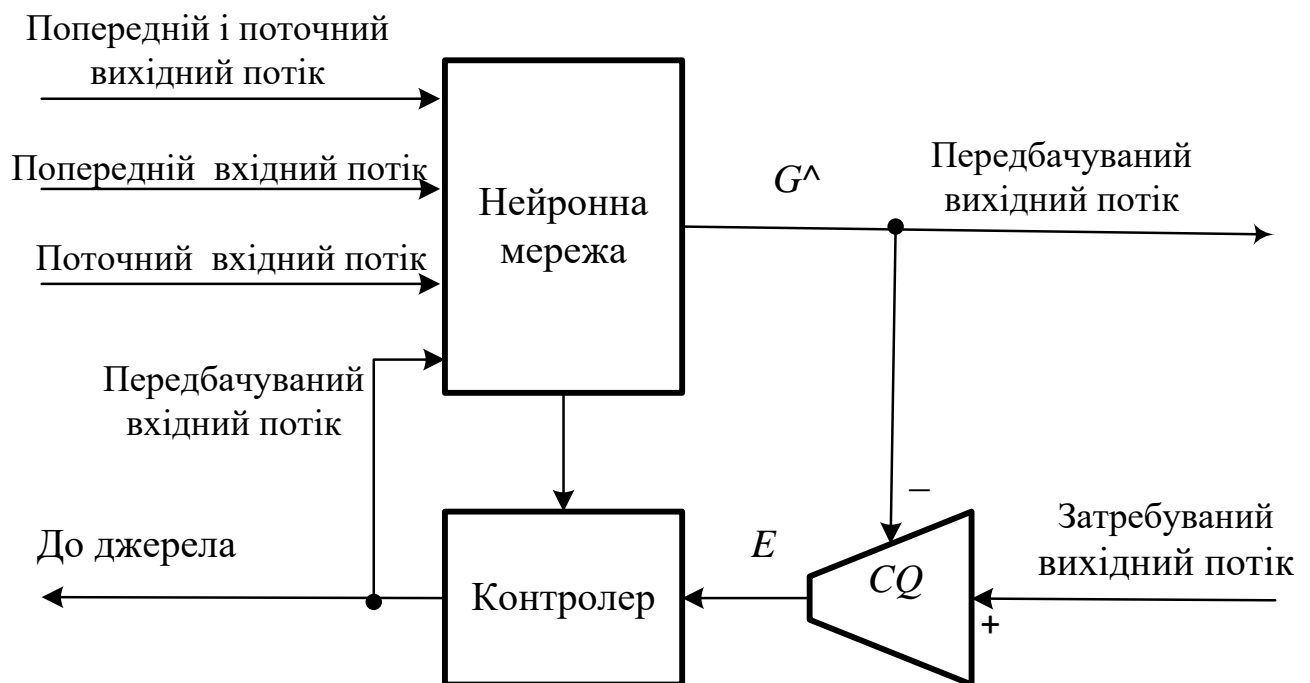 Попередній і поточний
вихідний потік
Попередній вхідний потік
Поточний вхідний потік
Нейронна
мережа
G^
Передбачуваний
вихідний потік
Передбачуваний
вхідний потік
До джерела
Контролер
E
CQ
–
+
Затребуваний
вихідний потік